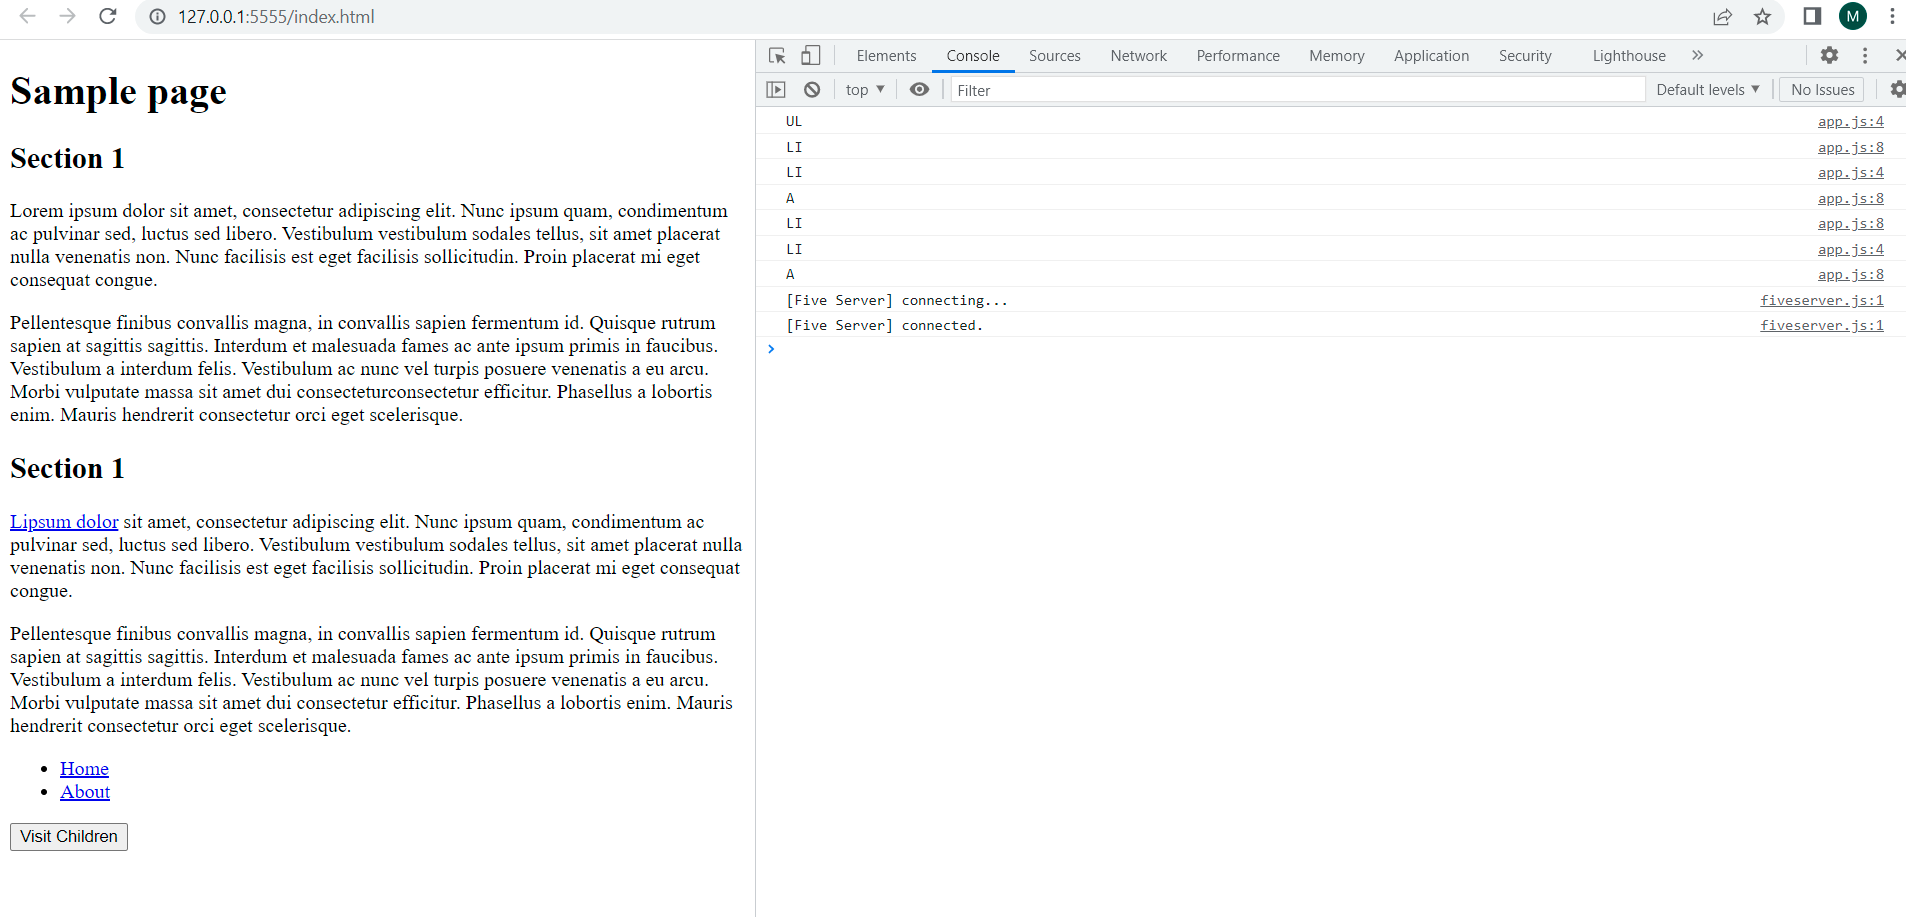 127.0.0.1:5555/index.html
M
Sample page
Section 1
Lorem ipsum dolor sit amet, consectetur adipiscing elit. Nunc ipsum quam, condimentum
ac pulvinar sed, luctus sed libero. Vestibulum vestibulum sodales tellus, sit amet placerat
nulla venenatis non. Nunc facilisis est eget facilisis sollicitudin. Proin placerat mi eget
consequat congue.
Pellentesque finibus convallis magna, in convallis sapien fermentum id. Quisque rutrum
sapien at sagittis sagittis. Interdum et malesuada fames ac ante ipsum primis in faucibus.
Vestibulum a interdum felis. Vestibulum ac nunc vel turpis posuere venenatis a eu arcu.
Morbi vulputate massa sit amet dui consecteturconsectetur efficitur. Phasellus a lobortis
enim. Mauris hendrerit consectetur orci eget scelerisque.
Section 1
Lipsum dolor sit amet, consectetur adipiscing elit. Nunc ipsum quam, condimentum ac
pulvinar sed, luctus sed libero. Vestibulum vestibulum sodales tellus, sit amet placerat nulla
venenatis non. Nunc facilisis est eget facilisis sollicitudin. Proin placerat mi eget consequat
congue.
Pellentesque finibus convallis magna, in convallis sapien fermentum id. Quisque rutrum
sapien at sagittis sagittis. Interdum et malesuada fames ac ante ipsum primis in faucibus.
Vestibulum a interdum felis. Vestibulum ac nunc vel turpis posuere venenatis a eu arcu.
Morbi vulputate massa sit amet dui consectetur efficitur. Phasellus a lobortis enim. Mauris
hendrerit consectetur orci eget scelerisque.
Home
About
Visit Children
Elements Console Sources Network Performance Memory Application Security Lighthouse
top Filter Default levels No Issues
UL app.js:4
LI app.js:8
LI app.js:4
A app.js:8
LI app.js:8
LI app.js:4
A app.js:8
[Five Server] connecting... fiveserver.js:1
[Five Server] connected. fiveserver.js:1